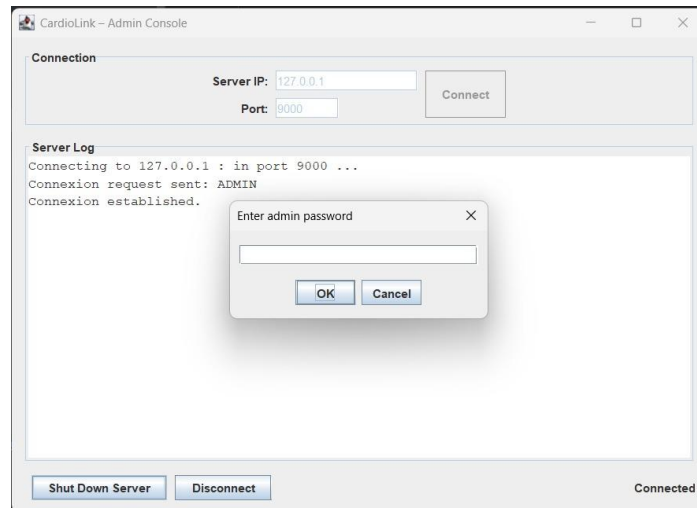 CardioLink – Admin Console
Connection
Server IP: 127.0.0.1
Port: 9000
Connect
Server Log
Connecting to 127.0.0.1 : in port 9000 ...
Connexion request sent: ADMIN
Connexion established.
Enter admin password
OK Cancel
Shut Down Server Disconnect Connected